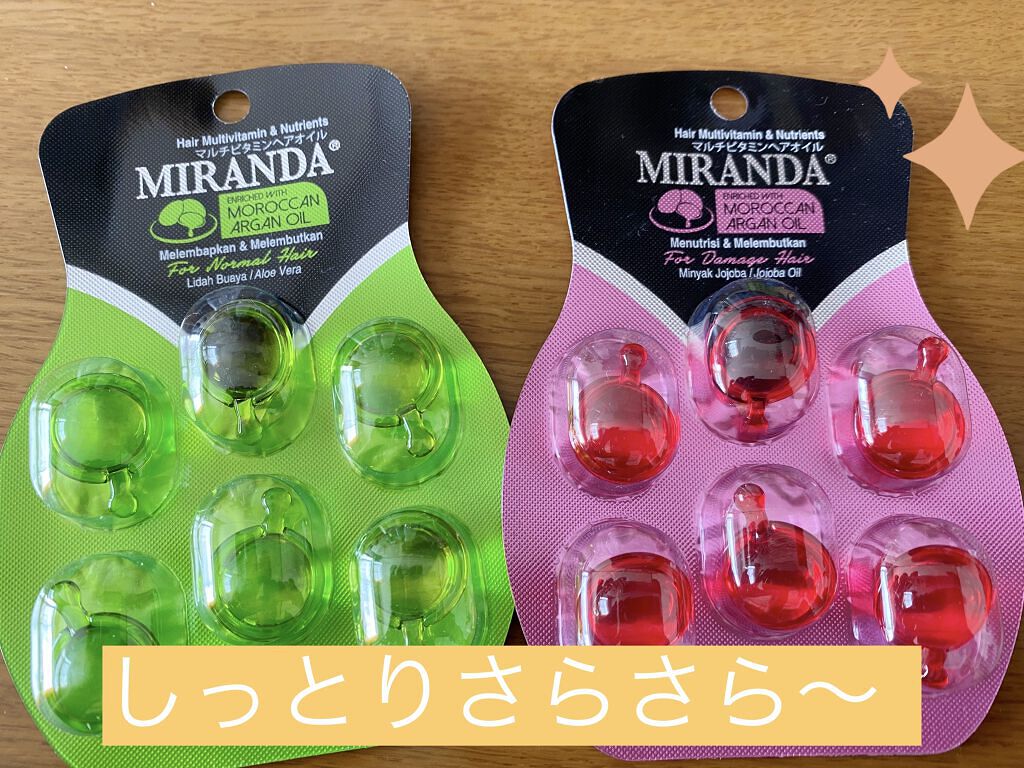 Hair Multivitamin & Nutrients
マルチビタミンヘアオイル
MIRANDA®
ENRICHED WITH
MOROCCAN
ARGAN OIL
Melembapkan & Melembutkan
For Normal Hair
Lidah Buaya / Aloe Vera
Hair Multivitamin & Nutrients
マルチビタミンヘアオイル
MIRANDA®
ENRICHED WITH
MOROCCAN
ARGAN OIL
Menutrisi & Melembutkan
For Damage Hair
Minyak Jojoba / Jojoba Oil
しっとりさらさら〜